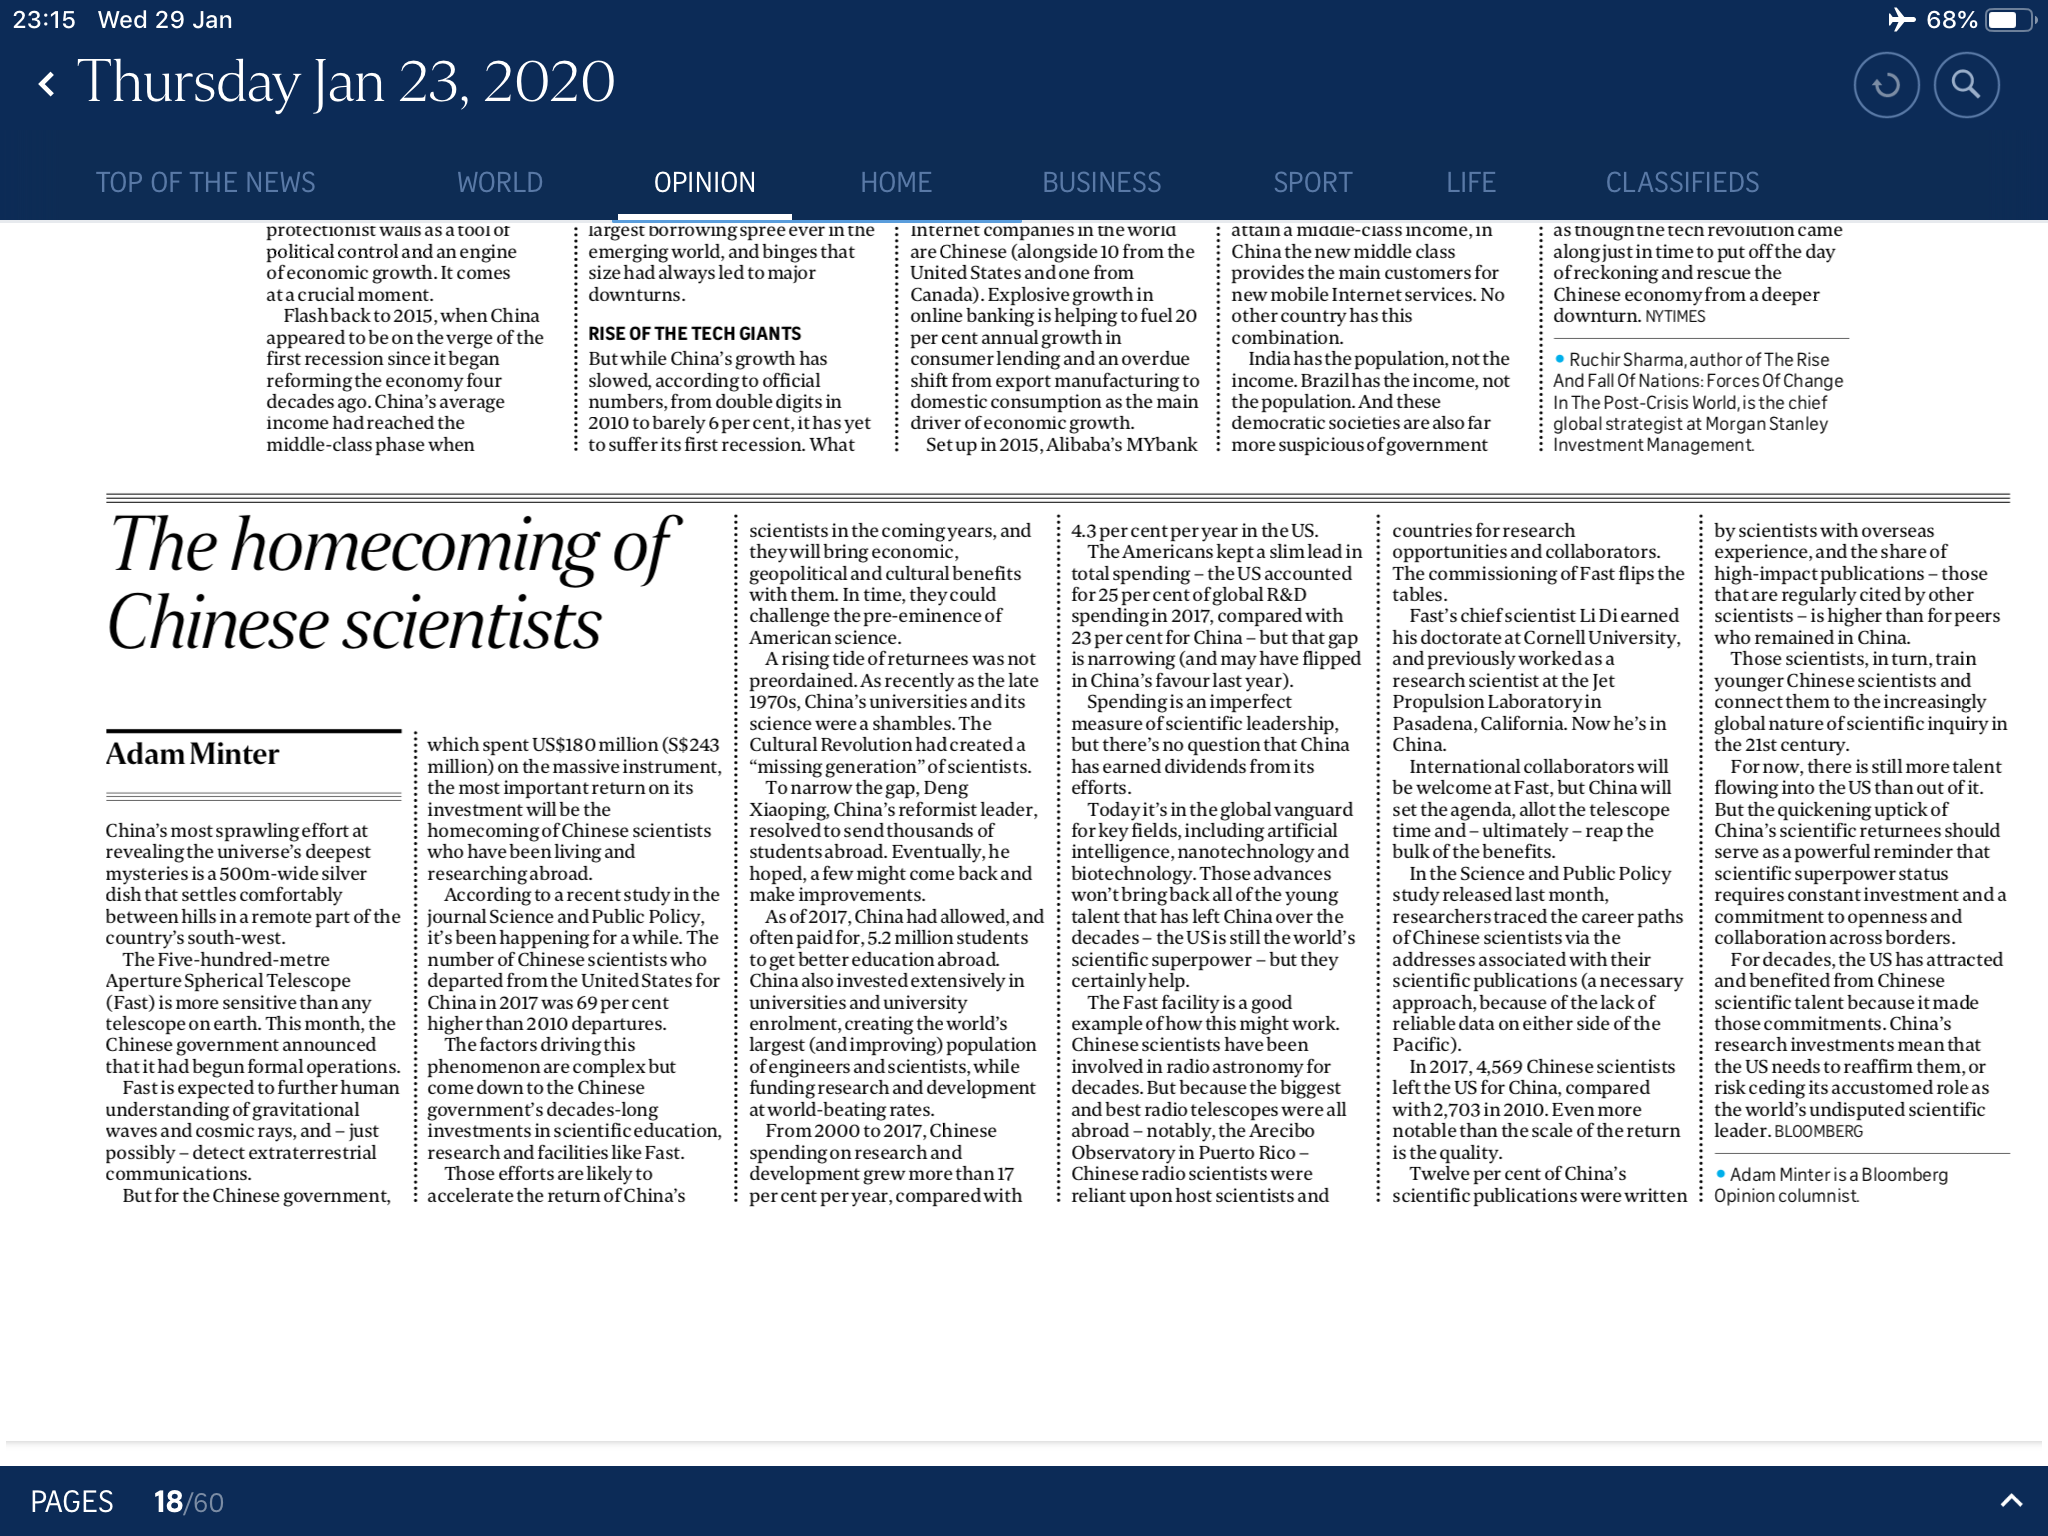 23:15 Wed 29 Jan
68%
Thursday Jan 23, 2020
TOP OF THE NEWS
WORLD
OPINION
HOME
BUSINESS
SPORT
LIFE
CLASSIFIEDS
protectionist walls as a tool of
political control and an engine
of economic growth. It comes
at a crucial moment.
Flash back to 2015, when China
appeared to be on the verge of the
first recession since it began
reforming the economy four
decades ago. China's average
income had reached the
middle-class phase when
largest borrowing spree ever in the
emerging world, and binges that
size had always led to major
downturns.
RISE OF THE TECH GIANTS
But while China's growth has
slowed, according to official
numbers, from double digits in
2010 to barely 6 per cent, it has yet
to suffer its first recession. What
Internet companies in the world
are Chinese (alongside 10 from the
United States and one from
Canada). Explosive growth in
online banking is helping to fuel 20
per cent annual growth in
consumer lending and an overdue
shift from export manufacturing to
domestic consumption as the main
driver of economic growth.
Set up in 2015, Alibaba's MYbank
attain a middle-class income, in
China the new middle class
provides the main customers for
new mobile Internet services. No
other country has this
combination.
India has the population, not the
income. Brazil has the income, not
the population. And these
democratic societies are also far
more suspicious of government
as though the tech revolution came
along just in time to put off the day
of reckoning and rescue the
Chinese economy from a deeper
downturn. NYTIMES
• Ruchir Sharma, author of The Rise
And Fall Of Nations: Forces Of Change
In The Post-Crisis World, is the chief
global strategist at Morgan Stanley
Investment Management.
The homecoming of
Chinese scientists
Adam Minter
China's most sprawling effort at
revealing the universe's deepest
mysteries is a 500m-wide silver
dish that settles comfortably
between hills in a remote part of the
country's south-west.
The Five-hundred-metre
Aperture Spherical Telescope
(Fast) is more sensitive than any
telescope on earth. This month, the
Chinese government announced
that it had begun formal operations.
Fast is expected to further human
understanding of gravitational
waves and cosmic rays, and – just
possibly – detect extraterrestrial
communications.
But for the Chinese government,
which spent US$180 million (S$243
million) on the massive instrument,
the most important return on its
investment will be the
homecoming of Chinese scientists
who have been living and
researching abroad.
According to a recent study in the
journal Science and Public Policy,
it's been happening for a while. The
number of Chinese scientists who
departed from the United States for
China in 2017 was 69 per cent
higher than 2010 departures.
The factors driving this
phenomenon are complex but
come down to the Chinese
government's decades-long
investments in scientific education,
research and facilities like Fast.
Those efforts are likely to
accelerate the return of China's
scientists in the coming years, and
they will bring economic,
geopolitical and cultural benefits
with them. In time, they could
challenge the pre-eminence of
American science.
A rising tide of returnees was not
preordained. As recently as the late
1970s, China's universities and its
science were a shambles. The
Cultural Revolution had created a
“missing generation” of scientists.
To narrow the gap, Deng
Xiaoping, China's reformist leader,
resolved to send thousands of
students abroad. Eventually, he
hoped, a few might come back and
make improvements.
As of 2017, China had allowed, and
often paid for, 5.2 million students
to get better education abroad.
China also invested extensively in
universities and university
enrolment, creating the world's
largest (and improving) population
of engineers and scientists, while
funding research and development
at world-beating rates.
From 2000 to 2017, Chinese
spending on research and
development grew more than 17
per cent per year, compared with
4.3 per cent per year in the US.
The Americans kept a slim lead in
total spending – the US accounted
for 25 per cent of global R&D
spending in 2017, compared with
23 per cent for China – but that gap
is narrowing (and may have flipped
in China's favour last year).
Spending is an imperfect
measure of scientific leadership,
but there's no question that China
has earned dividends from its
efforts.
Today it's in the global vanguard
for key fields, including artificial
intelligence, nanotechnology and
biotechnology. Those advances
won't bring back all of the young
talent that has left China over the
decades – the US is still the world's
scientific superpower – but they
certainly help.
The Fast facility is a good
example of how this might work.
Chinese scientists have been
involved in radio astronomy for
decades. But because the biggest
and best radio telescopes were all
abroad – notably, the Arecibo
Observatory in Puerto Rico –
Chinese radio scientists were
reliant upon host scientists and
countries for research
opportunities and collaborators.
The commissioning of Fast flips the
tables.
Fast's chief scientist Li Di earned
his doctorate at Cornell University,
and previously worked as a
research scientist at the Jet
Propulsion Laboratory in
Pasadena, California. Now he's in
China.
International collaborators will
be welcome at Fast, but China will
set the agenda, allot the telescope
time and – ultimately – reap the
bulk of the benefits.
In the Science and Public Policy
study released last month,
researchers traced the career paths
of Chinese scientists via the
addresses associated with their
scientific publications (a necessary
approach, because of the lack of
reliable data on either side of the
Pacific).
In 2017, 4,569 Chinese scientists
left the US for China, compared
with 2,703 in 2010. Even more
notable than the scale of the return
is the quality.
Twelve per cent of China's
scientific publications were written
by scientists with overseas
experience, and the share of
high-impact publications – those
that are regularly cited by other
scientists – is higher than for peers
who remained in China.
Those scientists, in turn, train
younger Chinese scientists and
connect them to the increasingly
global nature of scientific inquiry in
the 21st century.
For now, there is still more talent
flowing into the US than out of it.
But the quickening uptick of
China's scientific returnees should
serve as a powerful reminder that
scientific superpower status
requires constant investment and a
commitment to openness and
collaboration across borders.
For decades, the US has attracted
and benefited from Chinese
scientific talent because it made
those commitments. China's
research investments mean that
the US needs to reaffirm them, or
risk ceding its accustomed role as
the world's undisputed scientific
leader. BLOOMBERG
• Adam Minter is a Bloomberg
Opinion columnist.
PAGES 18/60